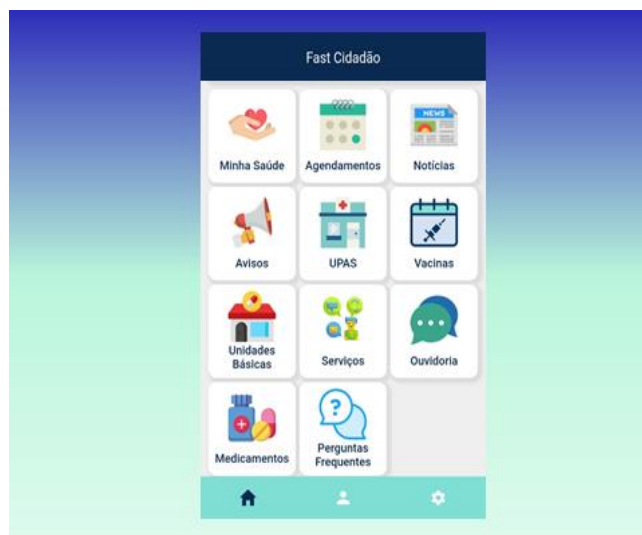 Fast Cidadão
NEWS
Minha Saúde
Agendamentos
Notícias
Avisos
UPAS
Vacinas
Unidades
Básicas
Serviços
Ouvidoria
?
Medicamentos
Perguntas
Frequentes